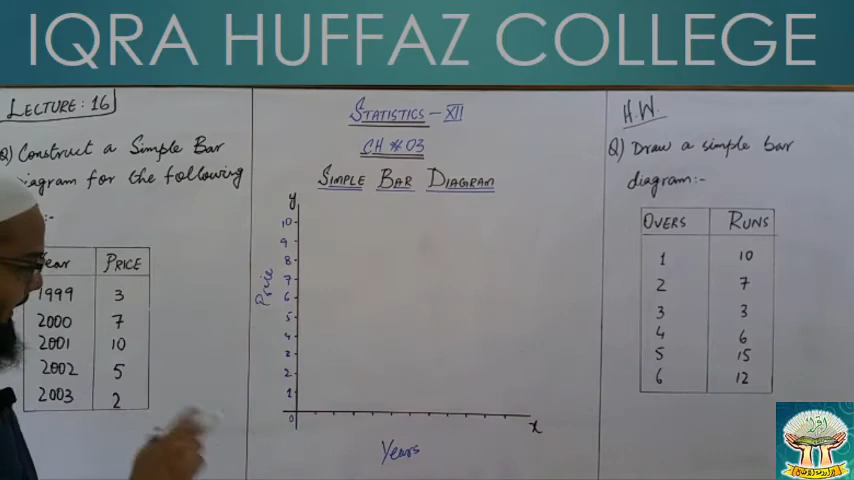 IQRA HUFFAZ COLLEGE
LECTURE: 16
Q) Construct a Simple Bar
diagram for the following
:-
Year PRICE
1999 3
2000 7
2001 10
2002 5
2003 2
STATISTICS - XII
CH # 03
SIMPLE BAR DIAGRAM
y
10
9
8
7
6
5
4
3
2
1
0
Price
x
Years
H.W.
Q) Draw a simple bar
diagram:-
OVERS RUNS
1 10
2 7
3 3
4 6
5 15
6 12